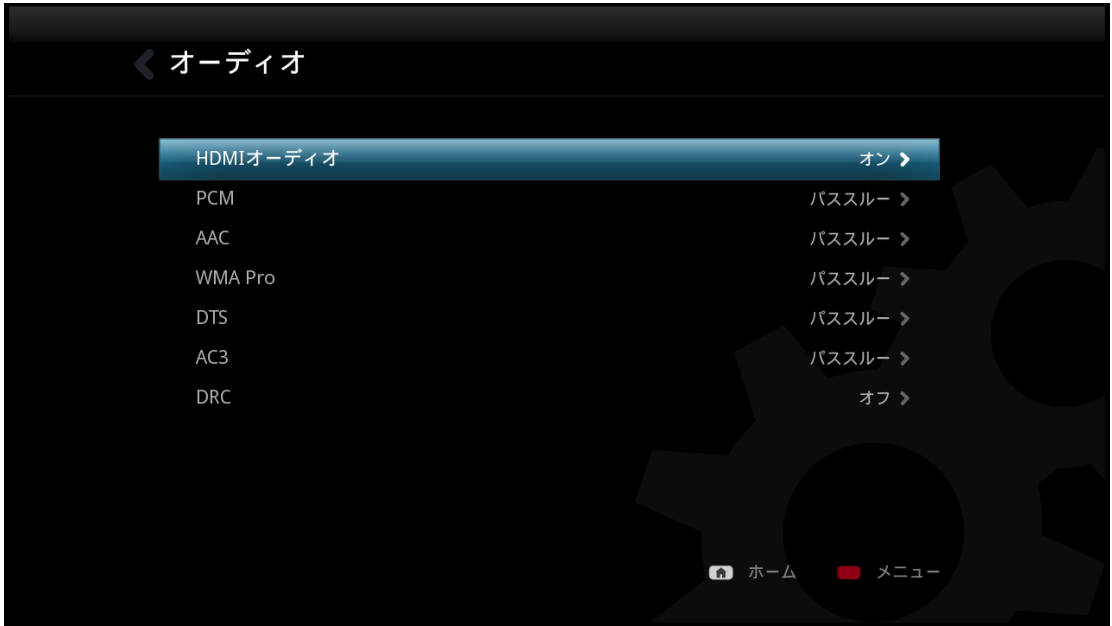 オーディオ
HDMIオーディオ オン
PCM パススルー
AAC パススルー
WMA Pro パススルー
DTS パススルー
AC3 パススルー
DRC オフ
ホーム メニュー